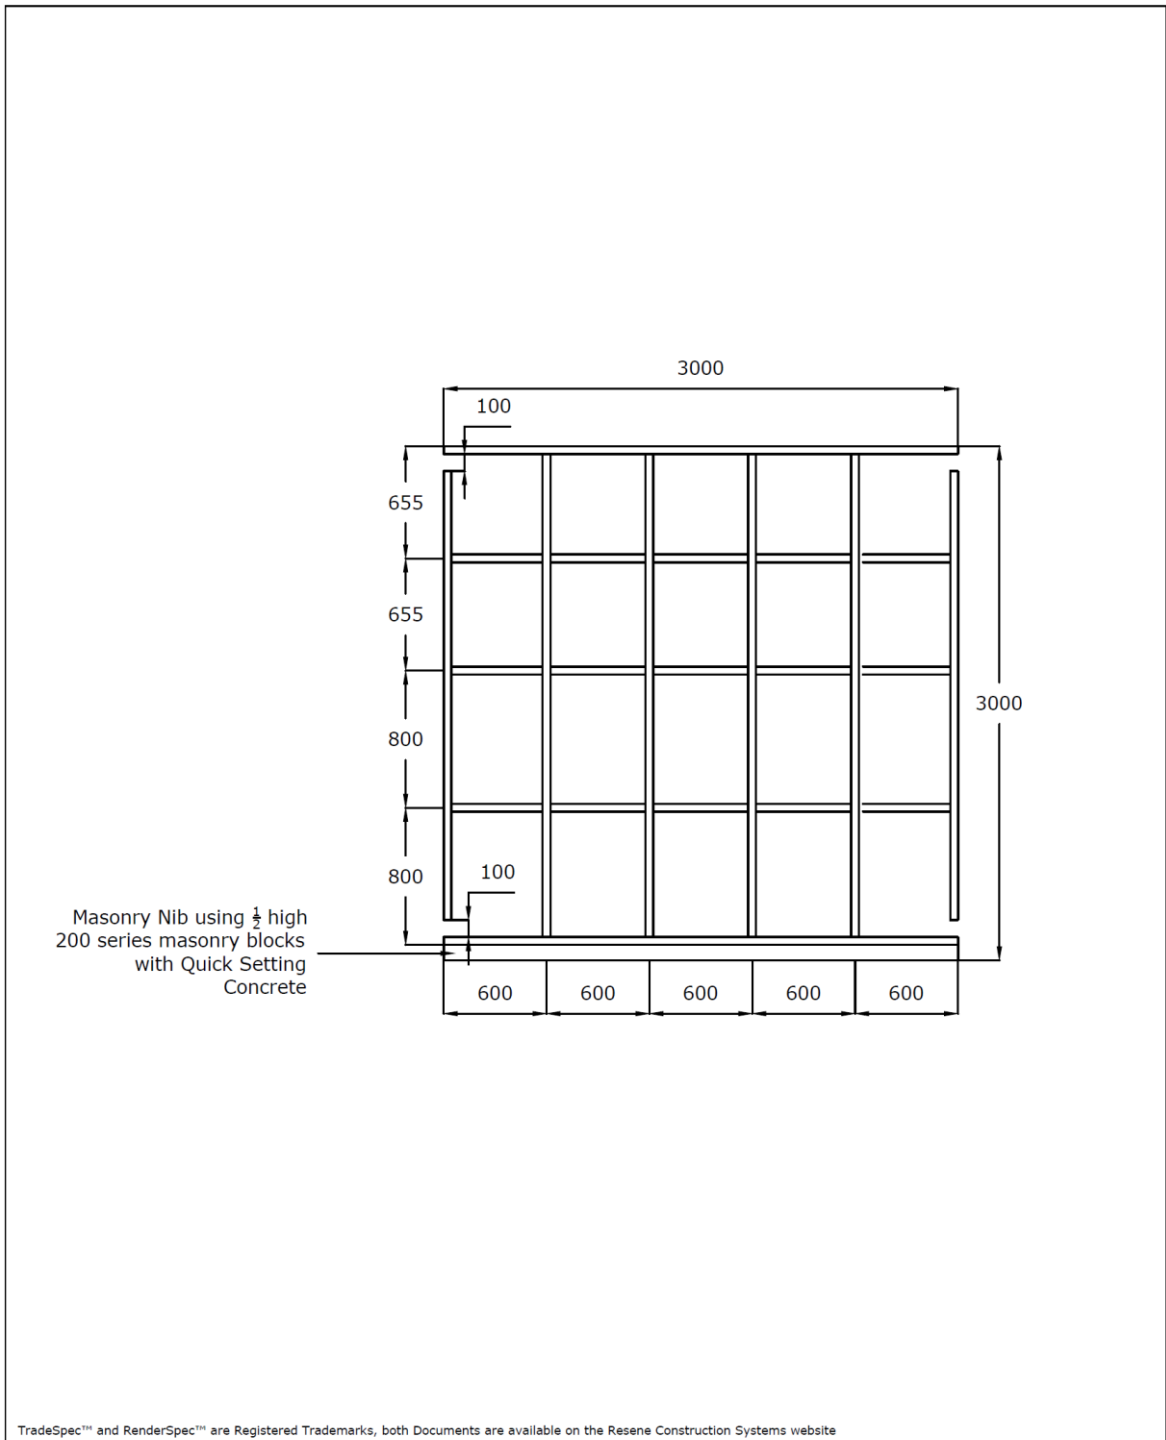 3000
100
655
655
3000
800
100
800
Masonry Nib using ½ high
200 series masonry blocks
with Quick Setting
Concrete
600 600 600 600 600
TradeSpec™ and RenderSpec™ are Registered Trademarks, both Documents are available on the Resene Construction Systems website